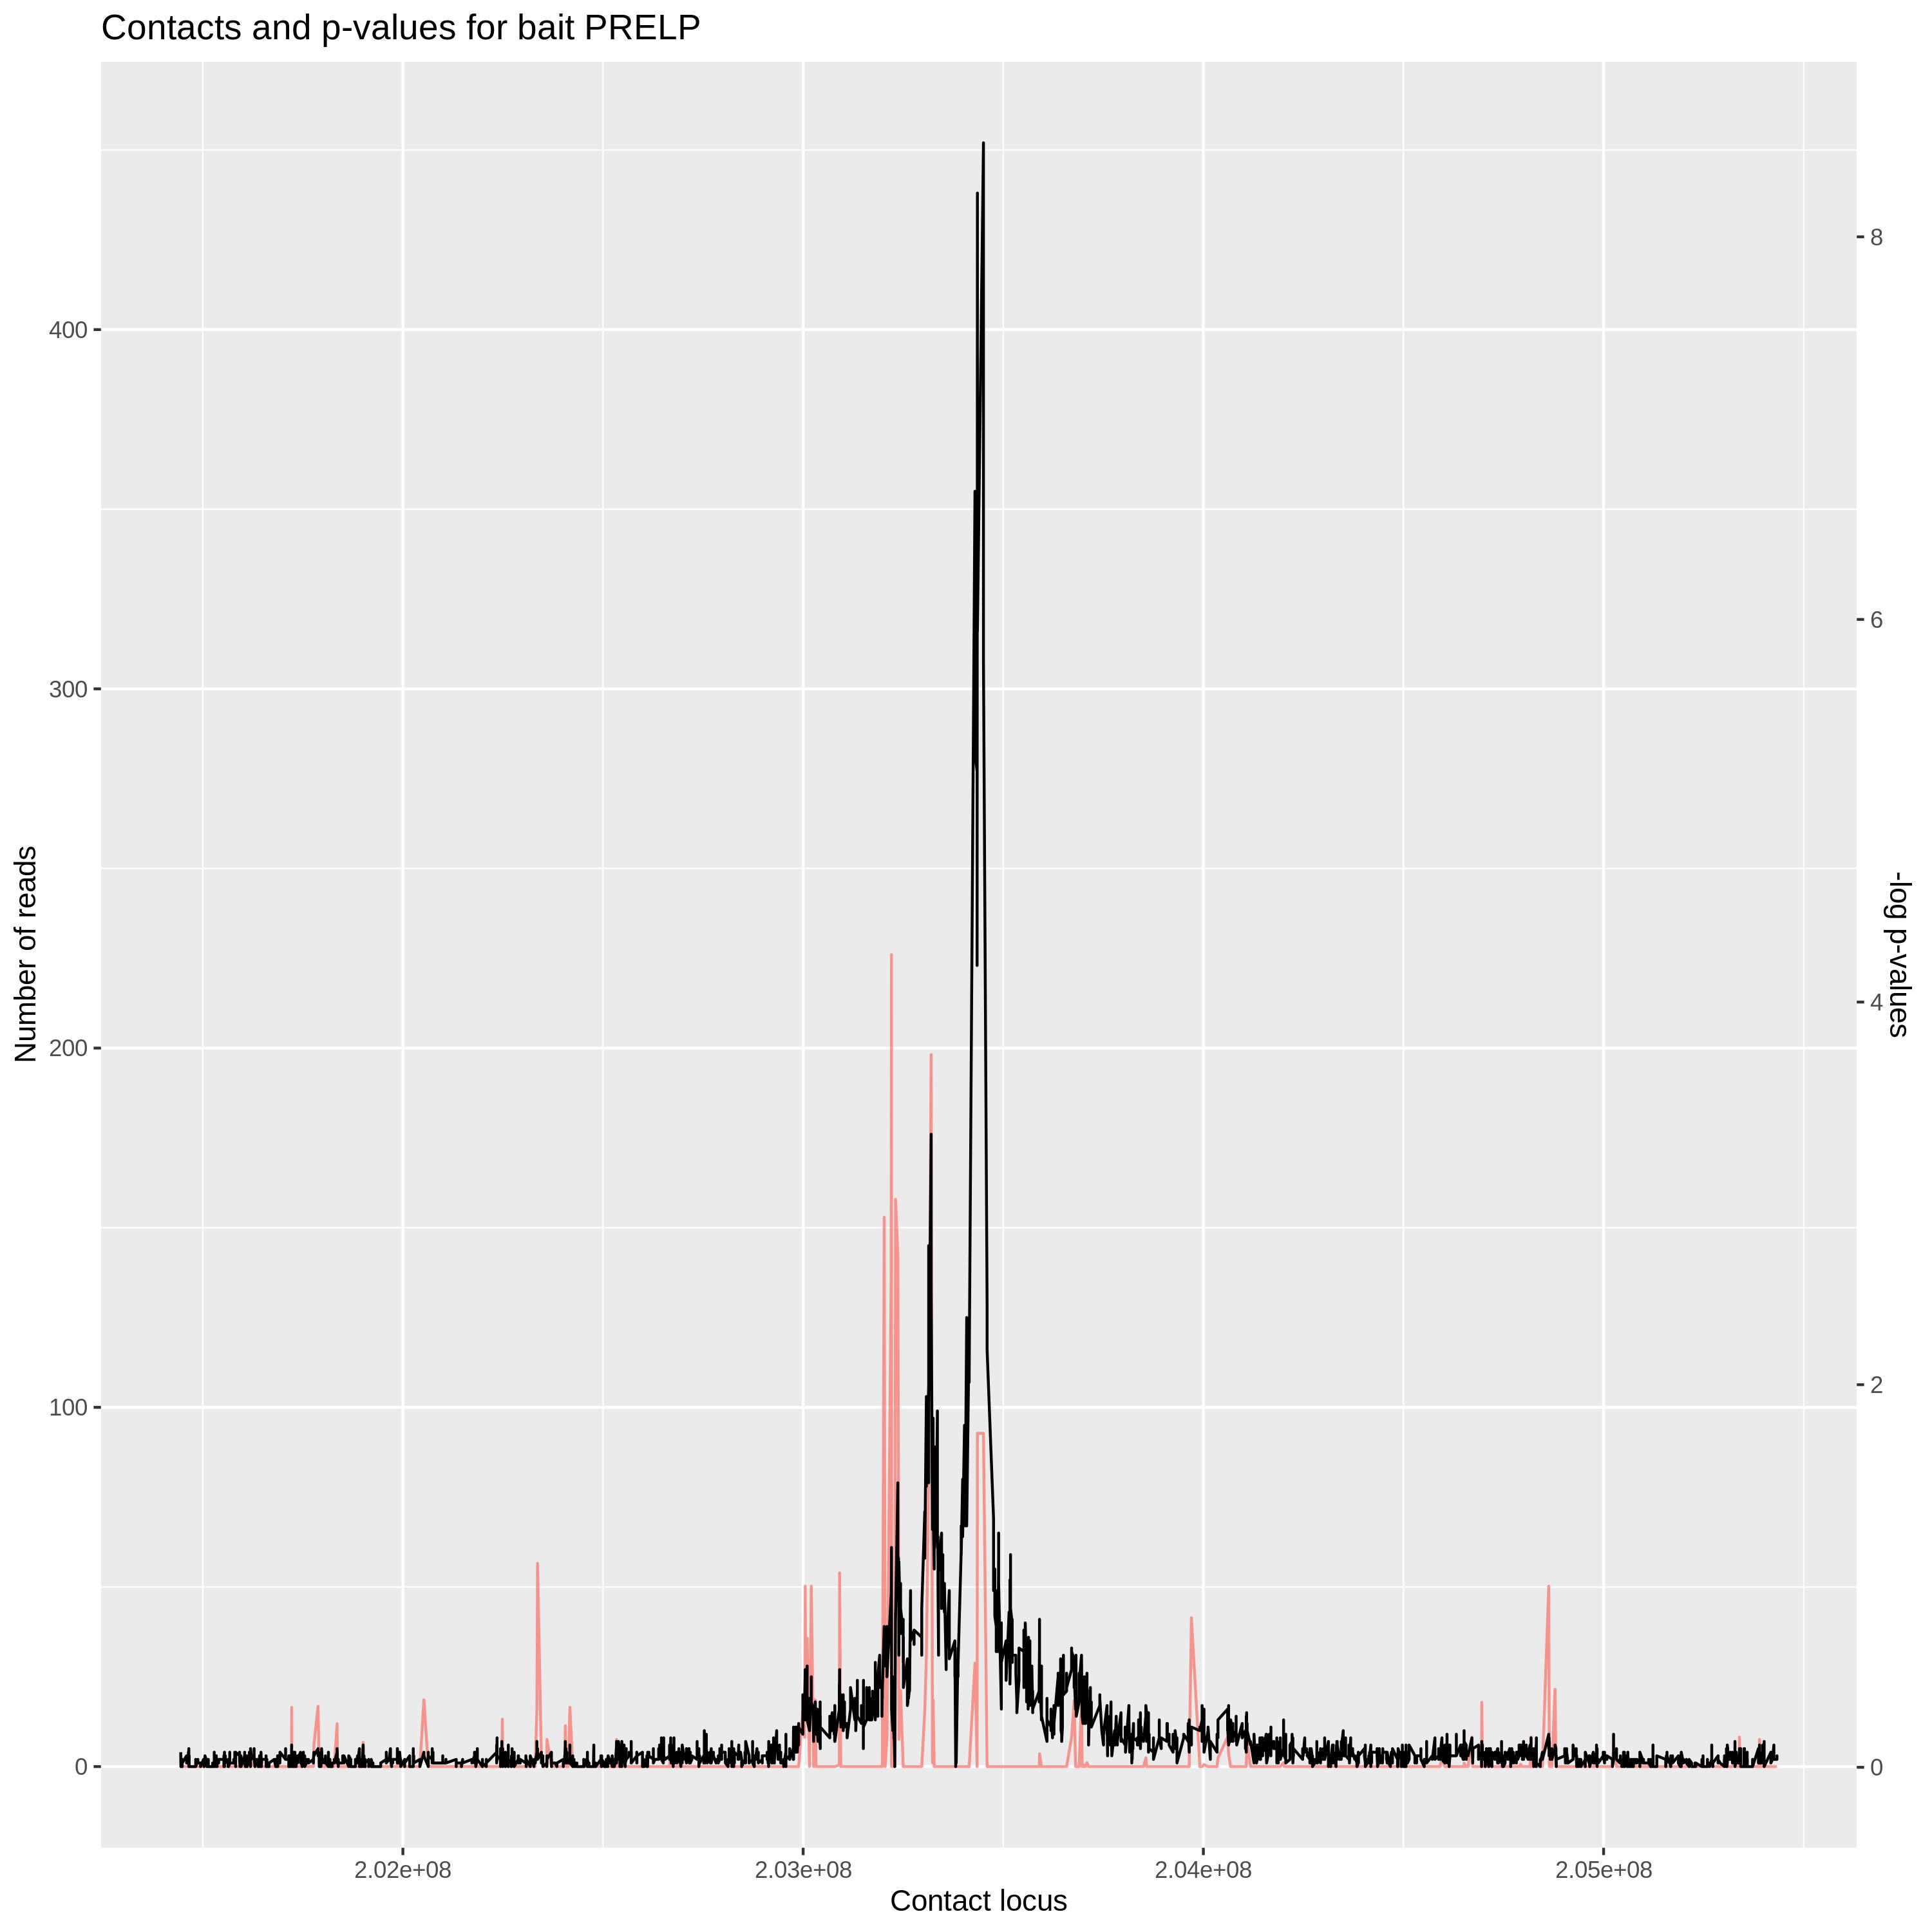 Contacts and p-values for bait PRELP
Number of reads
400
300
200
100
0
8
6
4
2
0
-log p-values
2.02e+08
2.03e+08
2.04e+08
2.05e+08
Contact locus